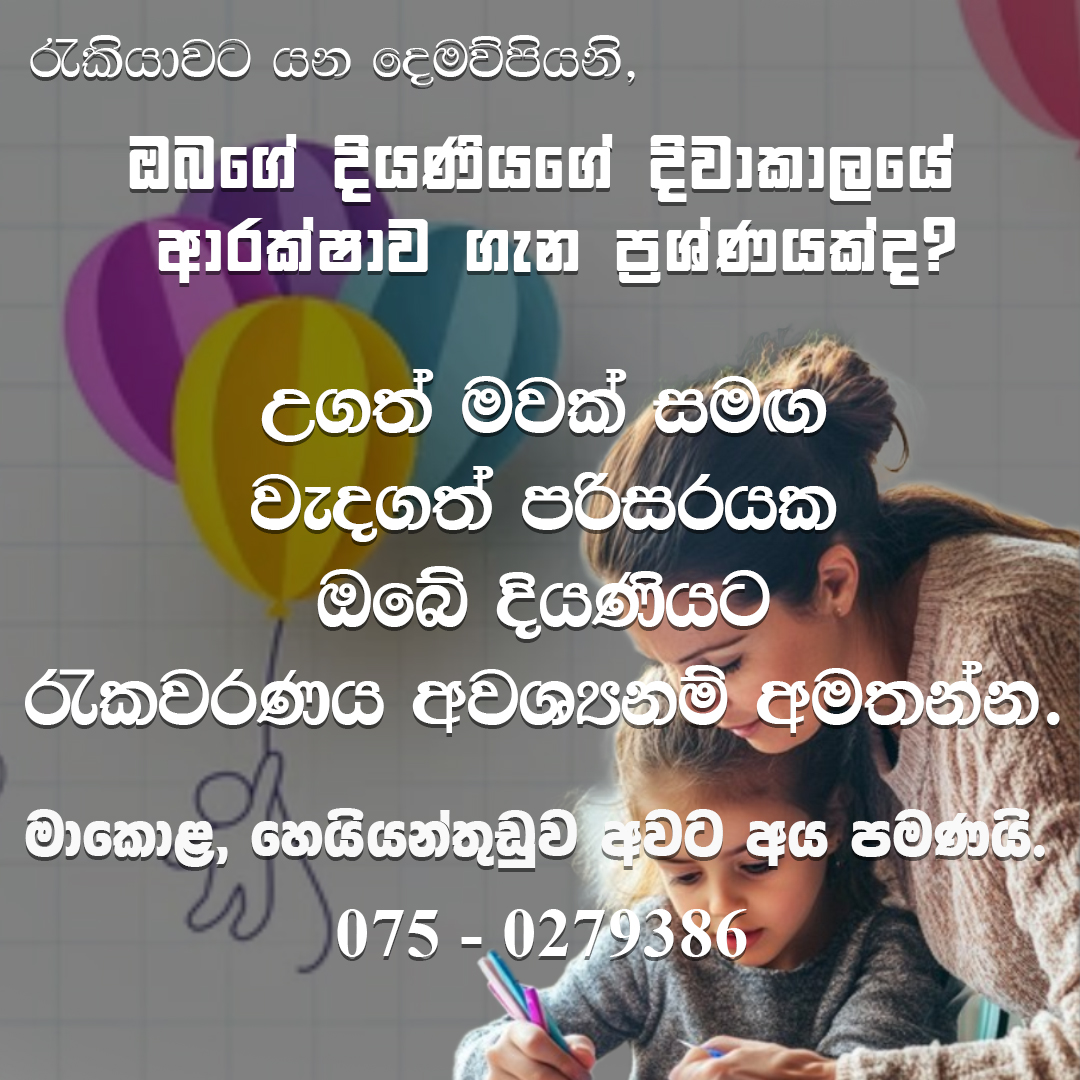 රැකියාවට යන දෙමව්පියනි,
ඔබගේ දියණියගේ දිවාකාලයේ
ආරක්ෂාව ගැන ප්‍රශ්ණයක්ද?
උගත් මවක් සමඟ
වැදගත් පරිසරයක
ඔබේ දියණියට
රැකවරණය අවශ්‍යනම් අමතන්න.
මාකොළ, හෙයියන්තුඩුව අවට අය පමණයි.
075 - 0279386